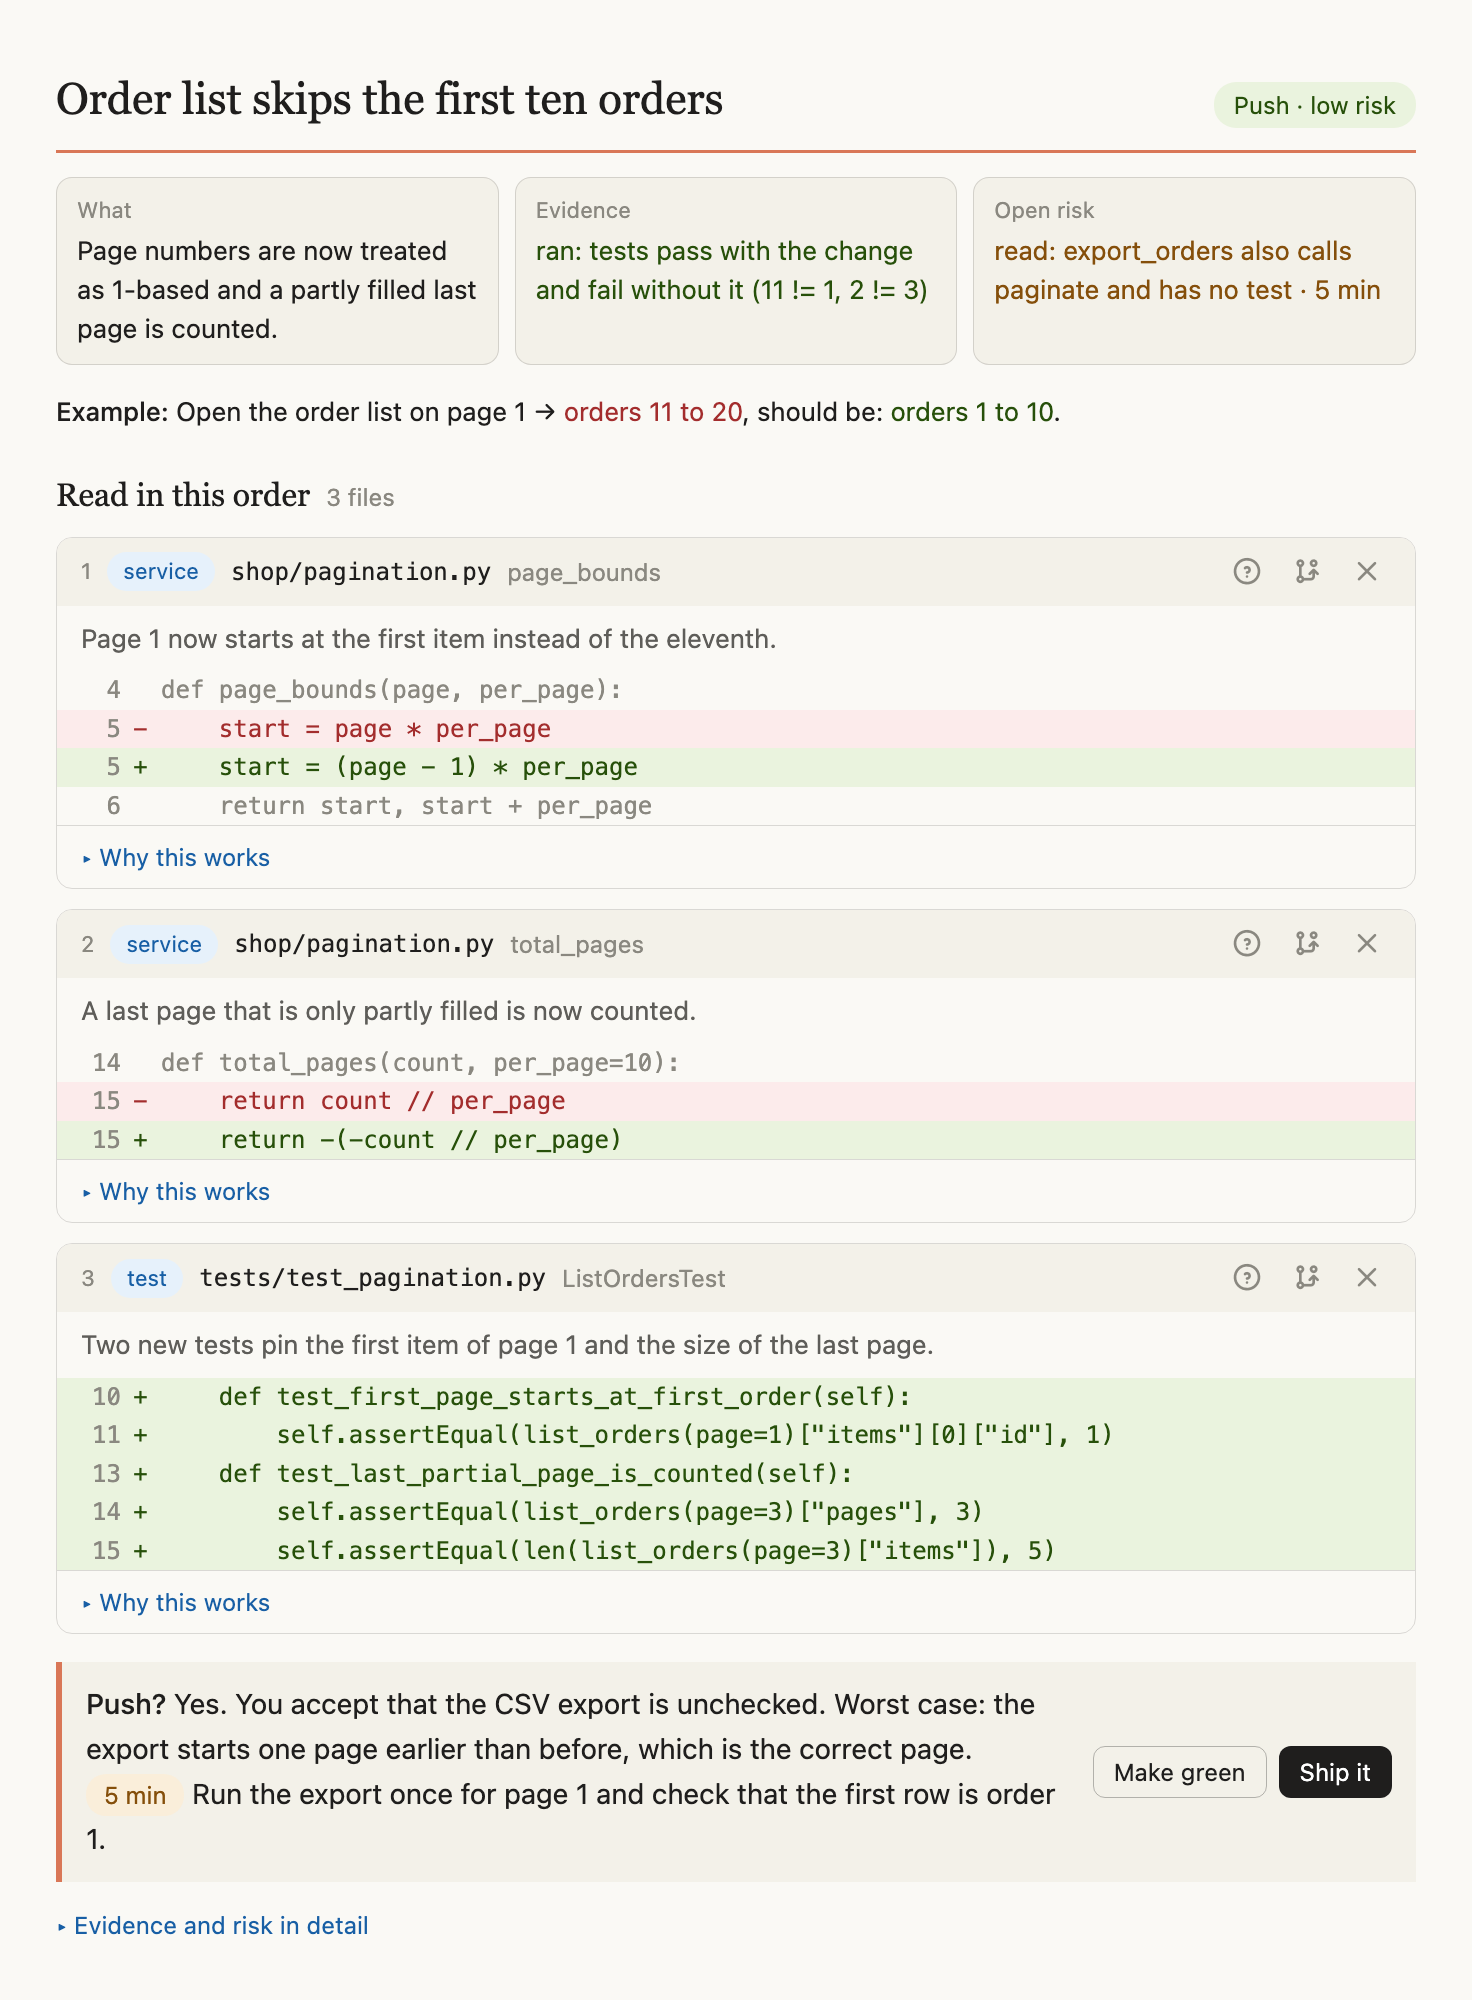 Order list skips the first ten orders
Push · low risk
What
Page numbers are now treated
as 1-based and a partly filled last
page is counted.
Evidence
ran: tests pass with the change
and fail without it (11 != 1, 2 != 3)
Open risk
read: export_orders also calls
paginate and has no test · 5 min
Example: Open the order list on page 1 → orders 11 to 20, should be: orders 1 to 10.
Read in this order 3 files
1 service shop/pagination.py page_bounds
Page 1 now starts at the first item instead of the eleventh.
4 def page_bounds(page, per_page):
5 −     start = page * per_page
5 +     start = (page − 1) * per_page
6     return start, start + per_page
▸ Why this works
2 service shop/pagination.py total_pages
A last page that is only partly filled is now counted.
14 def total_pages(count, per_page=10):
15 −     return count // per_page
15 +     return −(−count // per_page)
▸ Why this works
3 test tests/test_pagination.py ListOrdersTest
Two new tests pin the first item of page 1 and the size of the last page.
10 +     def test_first_page_starts_at_first_order(self):
11 +         self.assertEqual(list_orders(page=1)["items"][0]["id"], 1)
13 +     def test_last_partial_page_is_counted(self):
14 +         self.assertEqual(list_orders(page=3)["pages"], 3)
15 +         self.assertEqual(len(list_orders(page=3)["items"]), 5)
▸ Why this works
Push? Yes. You accept that the CSV export is unchecked. Worst case: the
export starts one page earlier than before, which is the correct page.
5 min Run the export once for page 1 and check that the first row is order
1.
Make green
Ship it
▸ Evidence and risk in detail